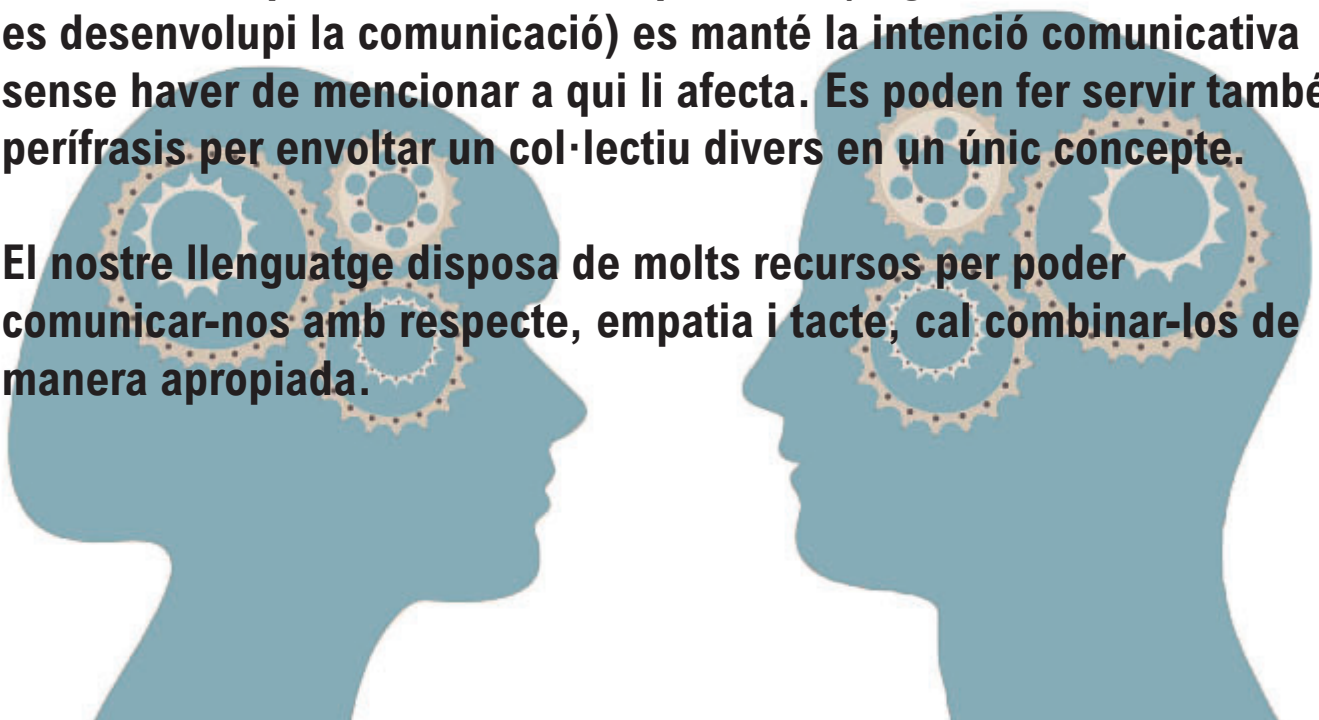 es desenvolupi la comunicació) es manté la intenció comunicativa
sense haver de mencionar a qui li afecta. Es poden fer servir també
perífrasis per envoltar un col·lectiu divers en un únic concepte.
El nostre llenguatge disposa de molts recursos per poder
comunicar-nos amb respecte, empatia i tacte, cal combinar-los de
manera apropiada.